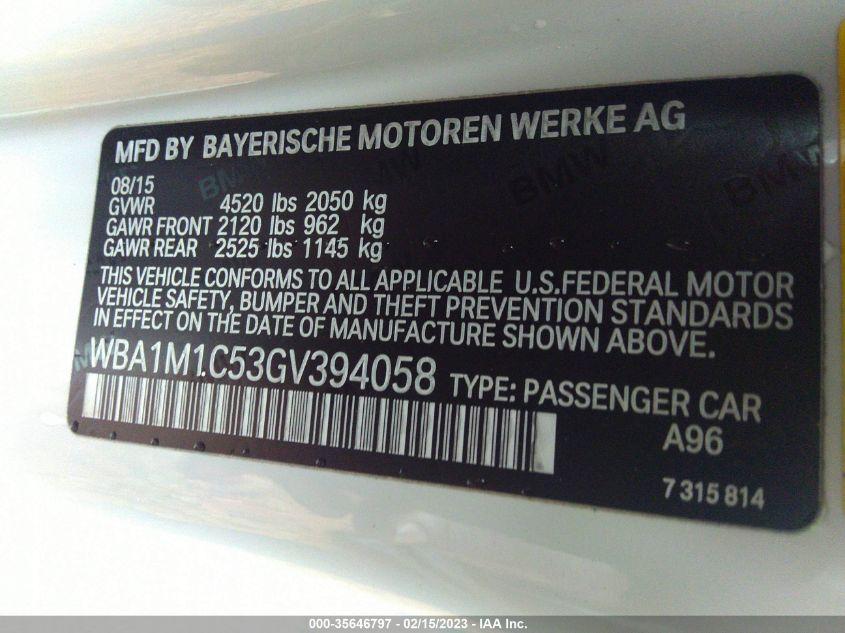 MFD BY BAYERISCHE MOTOREN WERKE AG
08/15
GVWR 4520 lbs 2050 kg
GAWR FRONT 2120 lbs 962 kg
GAWR REAR 2525 lbs 1145 kg
THIS VEHICLE CONFORMS TO ALL APPLICABLE U.S.FEDERAL MOTOR
VEHICLE SAFETY, BUMPER AND THEFT PREVENTION STANDARDS
IN EFFECT ON THE DATE OF MANUFACTURE SHOWN ABOVE.
WBA1M1C53GV394058 TYPE: PASSENGER CAR
A96
7 315 814
BMW
BMW
BMW
000-35646797 - 02/15/2023 - IAA Inc.